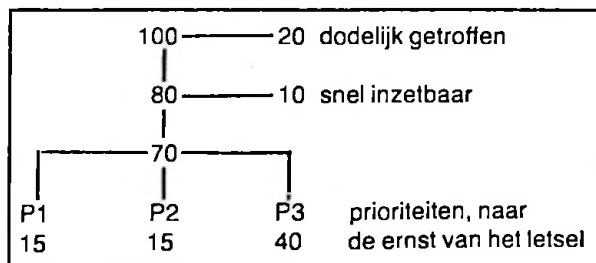 100 20 dodelijk getroffen
80 10 snel inzetbaar
70
P1 P2 P3 prioriteiten, naar
15 15 40 de ernst van het letsel